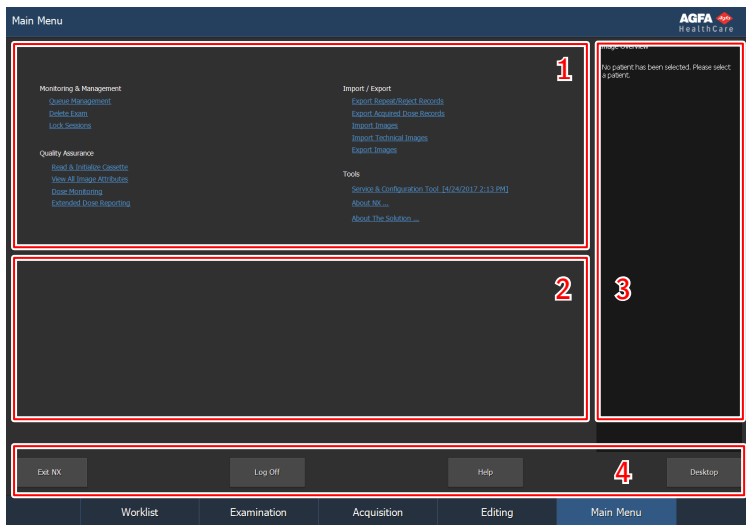 Main Menu
AGFA
HealthCare
1
Monitoring & Management
Queue Management
Delete Exam
Lock Sessions
Quality Assurance
Read & Initialize Cassette
View All Image Attributes
Dose Monitoring
Extended Dose Reporting
Import / Export
Export Repeat/Reject Records
Export Acquired Dose Records
Import Images
Import Technical Images
Export Images
Tools
Service & Configuration Tool [4/24/2017 2:13 PM]
About NX ...
About The Solution ...
Image Overview
No patient has been selected. Please select
a patient.
2
3
Exit NX
Log Off
Help
4
Desktop
Worklist
Examination
Acquisition
Editing
Main Menu